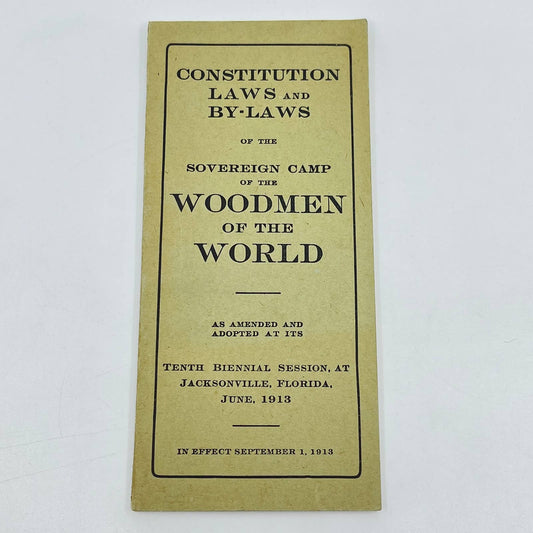 CONSTITUTION
LAWS AND
BY-LAWS
OF THE
SOVEREIGN CAMP
OF THE
WOODMEN
OF THE
WORLD
AS AMENDED AND
ADOPTED AT ITS
TENTH BIENNIAL SESSION, AT
JACKSONVILLE, FLORIDA,
JUNE, 1913
IN EFFECT SEPTEMBER 1, 1913